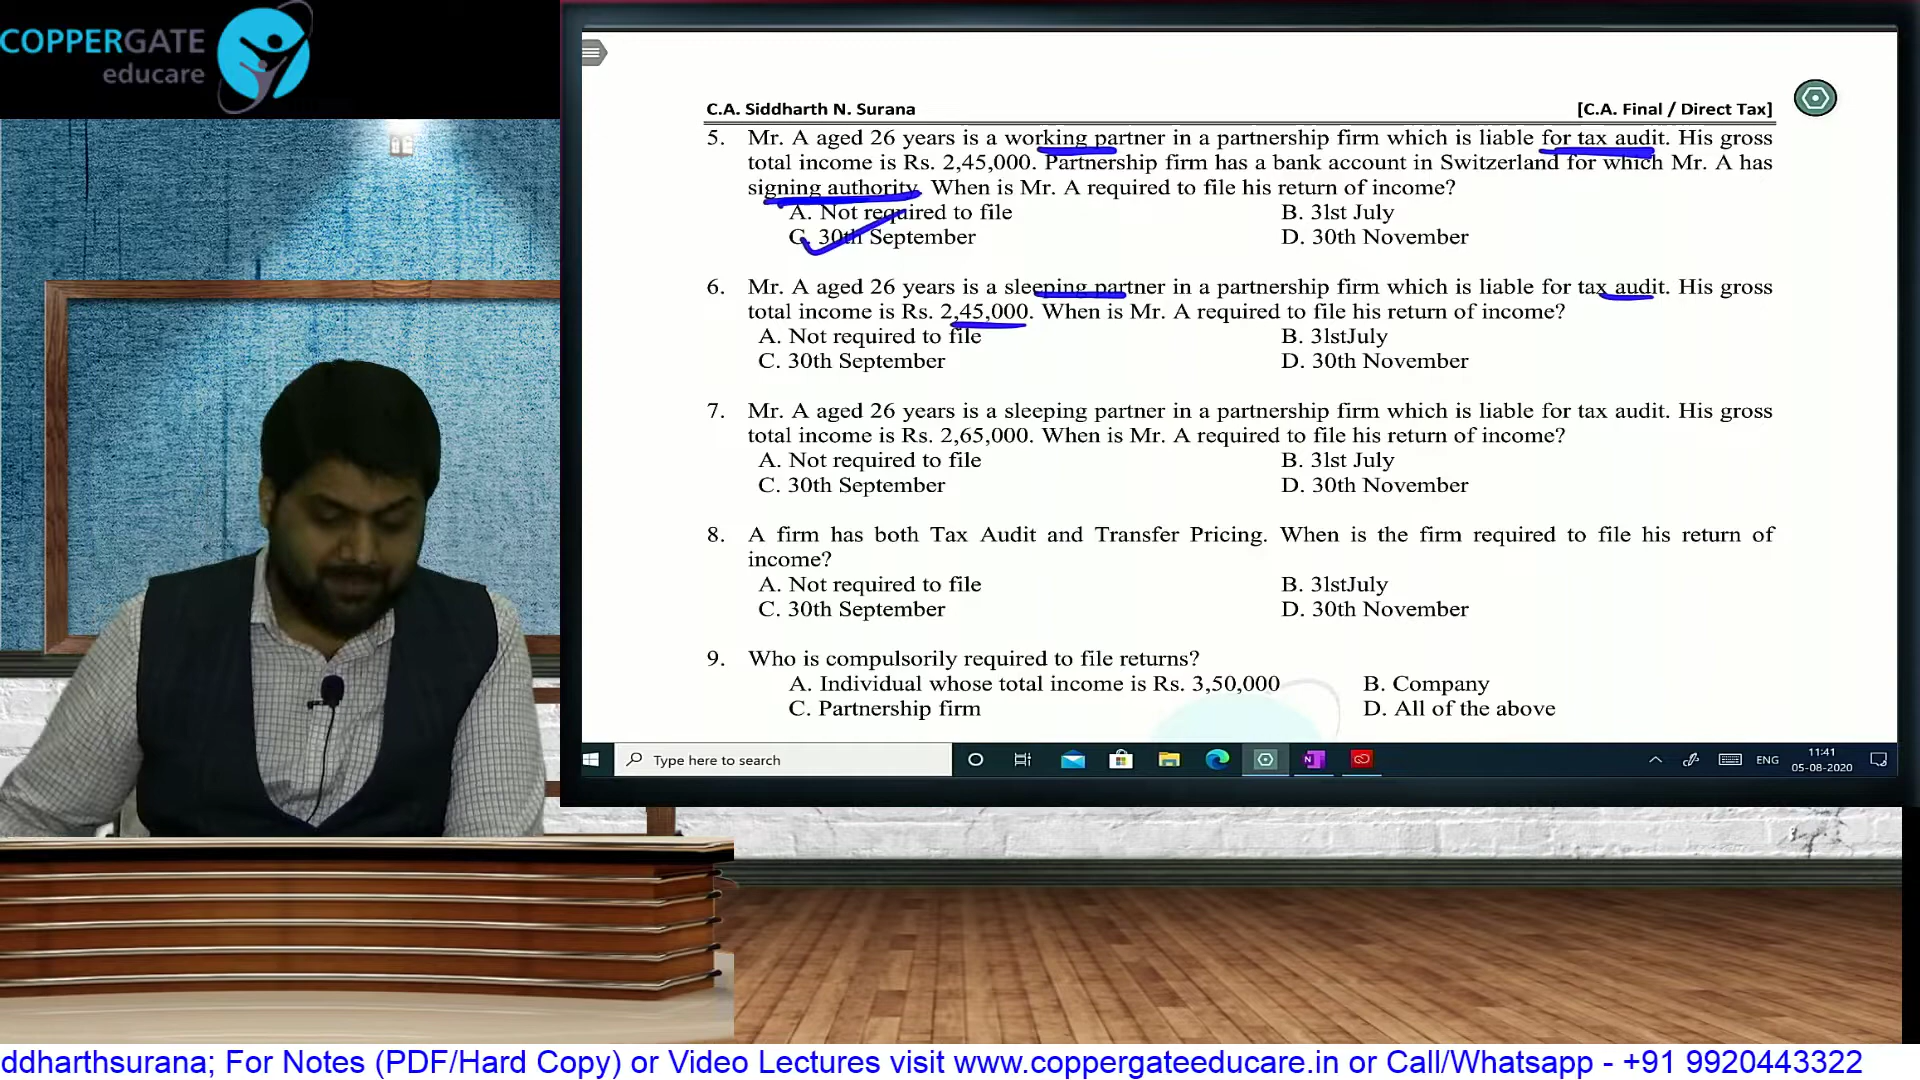 COPPERGATE
educare
C.A. Siddharth N. Surana [C.A. Final / Direct Tax]
5. Mr. A aged 26 years is a working partner in a partnership firm which is liable for tax audit. His gross
total income is Rs. 2,45,000. Partnership firm has a bank account in Switzerland for which Mr. A has
signing authority. When is Mr. A required to file his return of income?
A. Not required to file B. 3lst July
C. 30th September D. 30th November
6. Mr. A aged 26 years is a sleeping partner in a partnership firm which is liable for tax audit. His gross
total income is Rs. 2,45,000. When is Mr. A required to file his return of income?
A. Not required to file B. 3lstJuly
C. 30th September D. 30th November
7. Mr. A aged 26 years is a sleeping partner in a partnership firm which is liable for tax audit. His gross
total income is Rs. 2,65,000. When is Mr. A required to file his return of income?
A. Not required to file B. 3lst July
C. 30th September D. 30th November
8. A firm has both Tax Audit and Transfer Pricing. When is the firm required to file his return of
income?
A. Not required to file B. 3lstJuly
C. 30th September D. 30th November
9. Who is compulsorily required to file returns?
A. Individual whose total income is Rs. 3,50,000 B. Company
C. Partnership firm D. All of the above
Type here to search
ENG
11:41
05-08-2020
ddharthsurana; For Notes (PDF/Hard Copy) or Video Lectures visit www.coppergateeducare.in or Call/Whatsapp - +91 9920443322